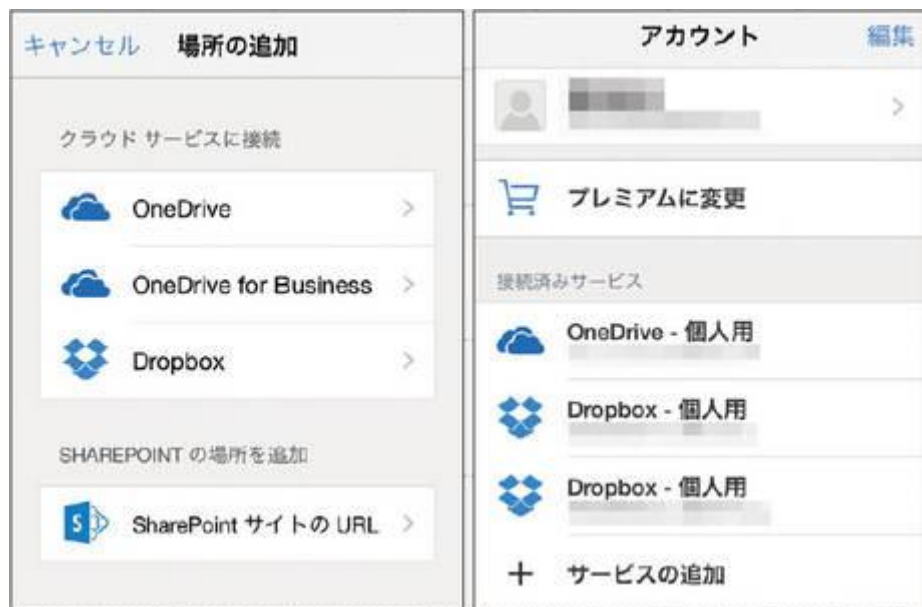 キャンセル 場所の追加
クラウド サービスに接続
OneDrive
OneDrive for Business
Dropbox
SHAREPOINT の場所を追加
SharePoint サイトの URL
アカウント 編集
プレミアムに変更
接続済みサービス
OneDrive - 個人用
Dropbox - 個人用
Dropbox - 個人用
+ サービスの追加